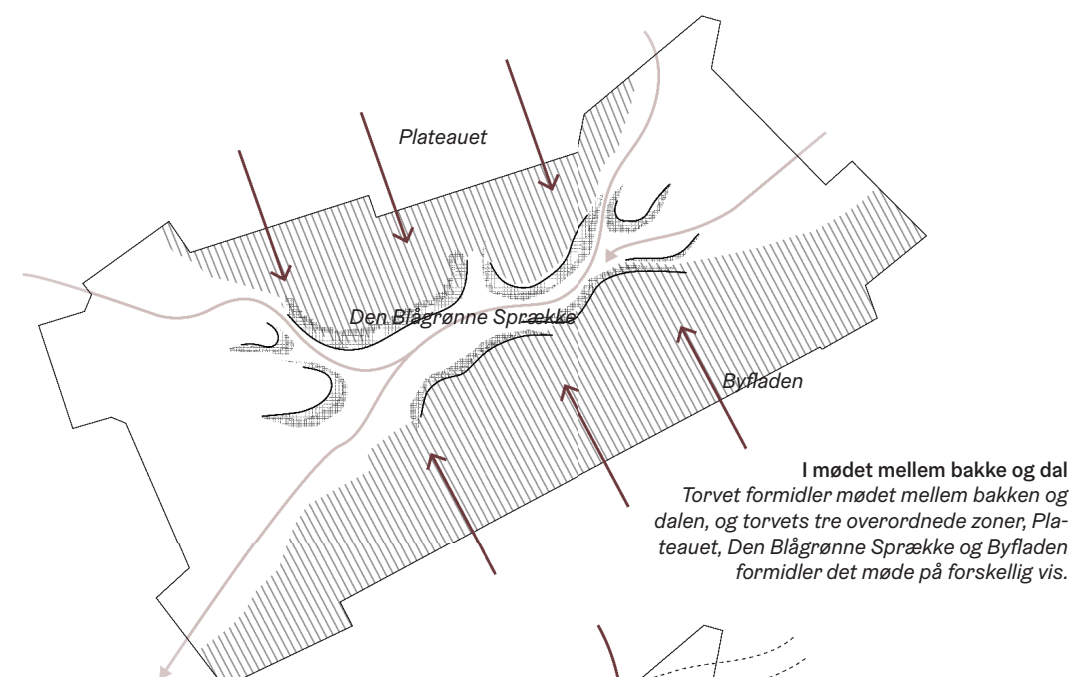 Plateauet
Den Blågrønne Sprække
Byfladen
I mødet mellem bakke og dal
Torvet formidler mødet mellem bakken og
dalen, og torvets tre overordnede zoner, Pla-
teauet, Den Blågrønne Sprække og Byfladen
formidler det møde på forskellig vis.